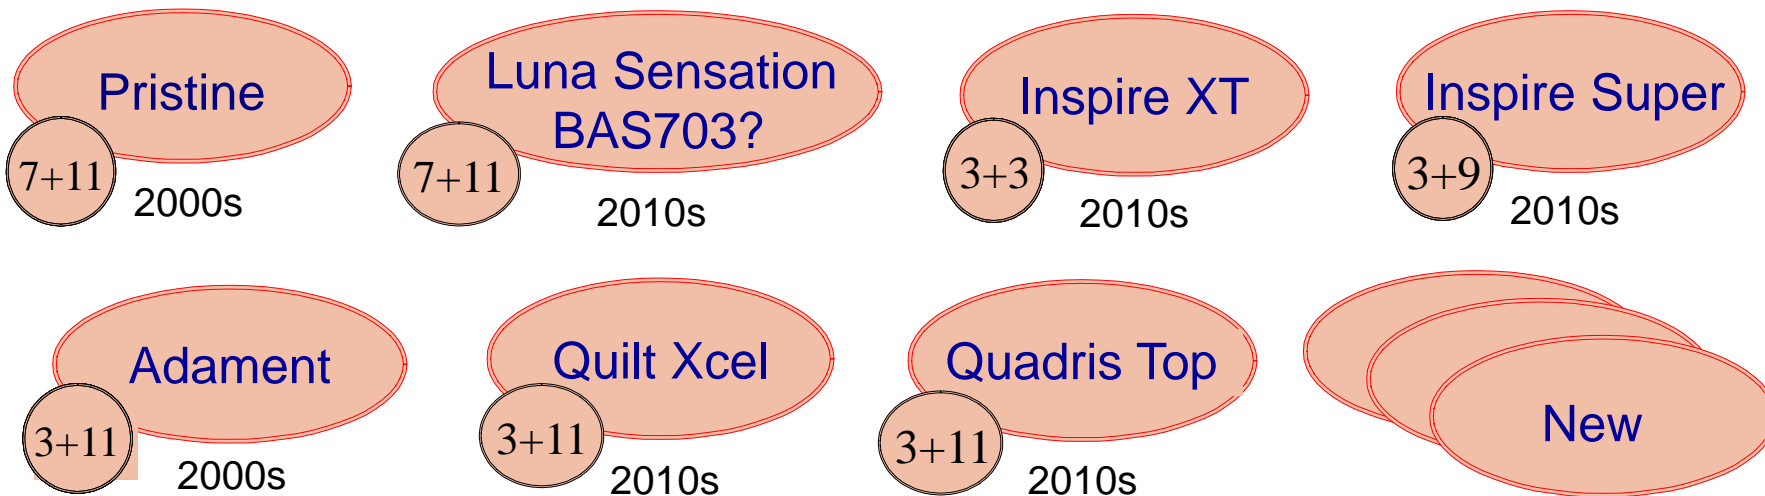 Pristine
7+11
2000s
Luna Sensation
BAS703?
7+11
2010s
Inspire XT
3+3
2010s
Inspire Super
3+9
2010s
Adament
3+11
2000s
Quilt Xcel
3+11
2010s
Quadris Top
3+11
2010s
New